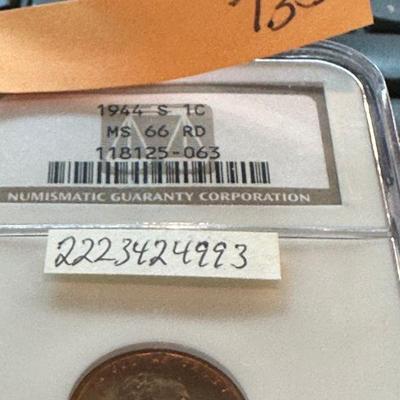 1944 S 1C
MS 66 RD
118125-063
NUMISMATIC GUARANTY CORPORATION
2223424993